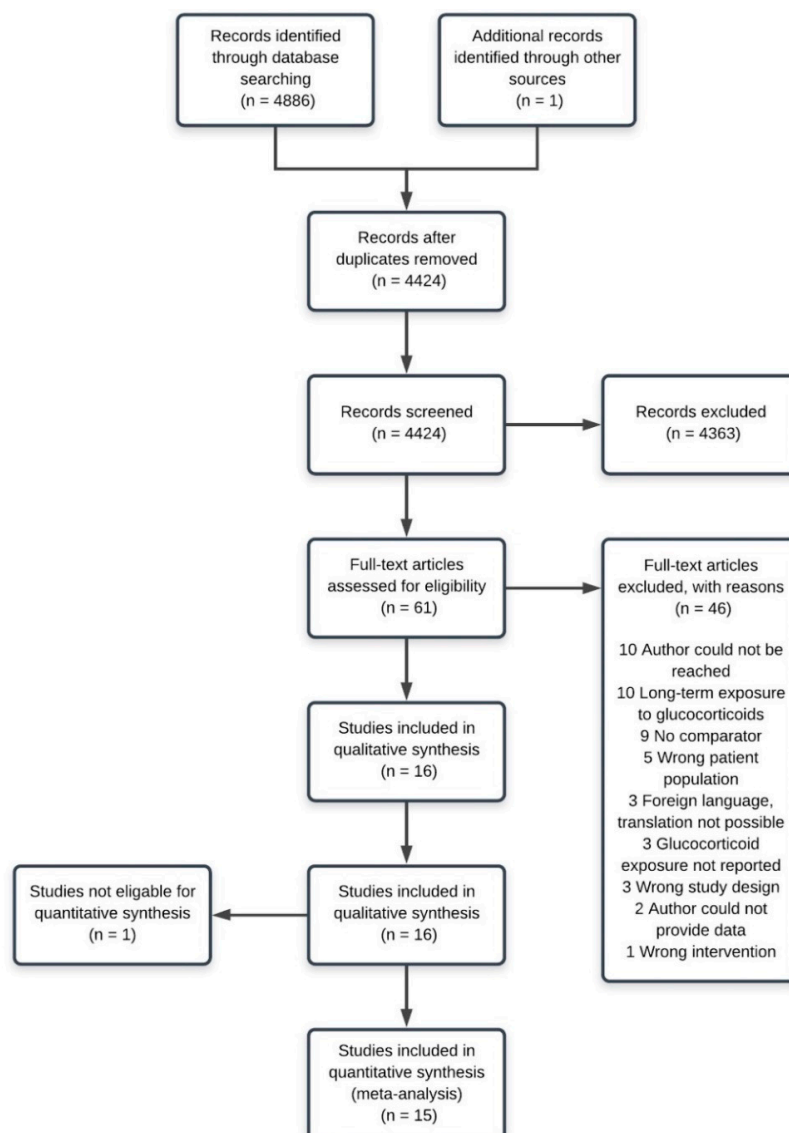 Records identified
through database
searching
(n = 4886)
Additional records
identified through other
sources
(n = 1)
Records after
duplicates removed
(n = 4424)
Records screened
(n = 4424)
Records excluded
(n = 4363)
Full-text articles
assessed for eligibility
(n = 61)
Full-text articles
excluded, with reasons
(n = 46)
10 Author could not be
reached
10 Long-term exposure
to glucocorticoids
9 No comparator
5 Wrong patient
population
3 Foreign language,
translation not possible
3 Glucocorticoid
exposure not reported
3 Wrong study design
2 Author could not
provide data
1 Wrong intervention
Studies included in
qualitative synthesis
(n = 16)
Studies not eligable for
quantitative synthesis
(n = 1)
Studies included in
qualitative synthesis
(n = 16)
Studies included in
quantitative synthesis
(meta-analysis)
(n = 15)